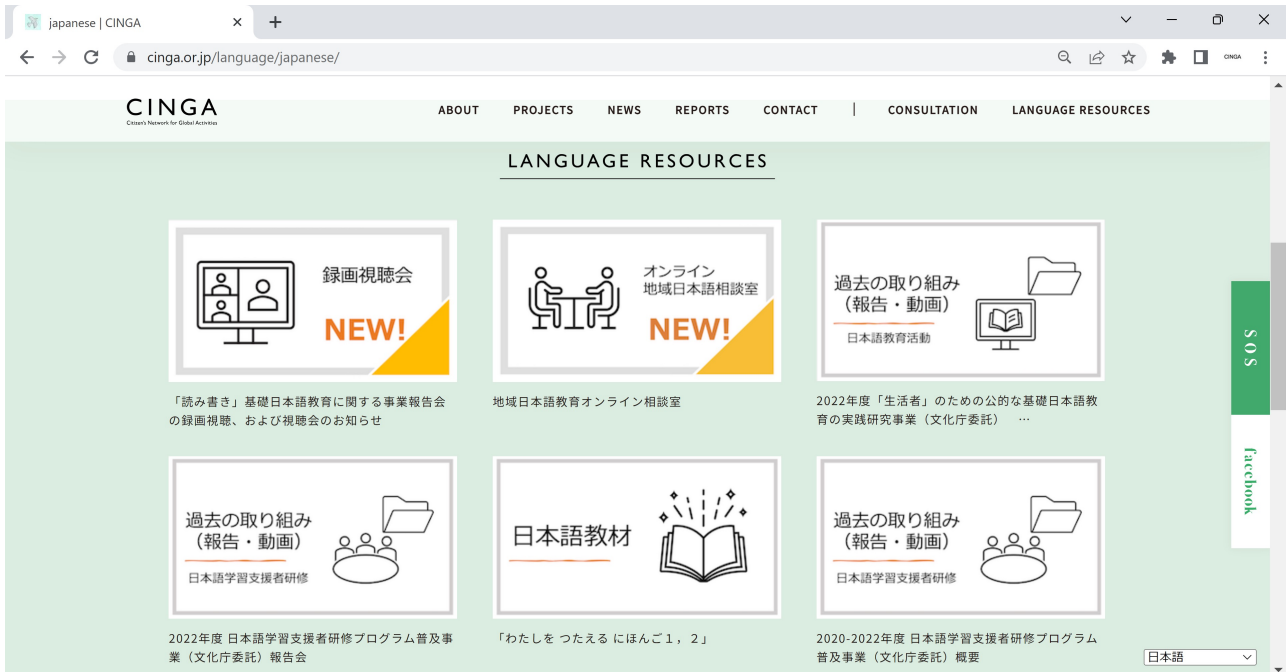 japanese | CINGA
cinga.or.jp/language/japanese/
CINGA
CINGA
Citizen's Network for Global Activities
ABOUT PROJECTS NEWS REPORTS CONTACT | CONSULTATION LANGUAGE RESOURCES
LANGUAGE RESOURCES
録画視聴会
NEW!
「読み書き」基礎日本語教育に関する事業報告会
の録画視聴、および視聴会のお知らせ
オンライン
地域日本語相談室
NEW!
地域日本語教育オンライン相談室
過去の取り組み
（報告・動画）
日本語教育活動
2022年度「生活者」のための公的な基礎日本語教
育の実践研究事業（文化庁委託） …
過去の取り組み
（報告・動画）
日本語学習支援者研修
2022年度 日本語学習支援者研修プログラム普及事
業（文化庁委託）報告会
日本語教材
「わたしを つたえる にほんご１，２」
過去の取り組み
（報告・動画）
日本語学習支援者研修
2020-2022年度 日本語学習支援者研修プログラム
普及事業（文化庁委託）概要
SOS
facebook
日本語